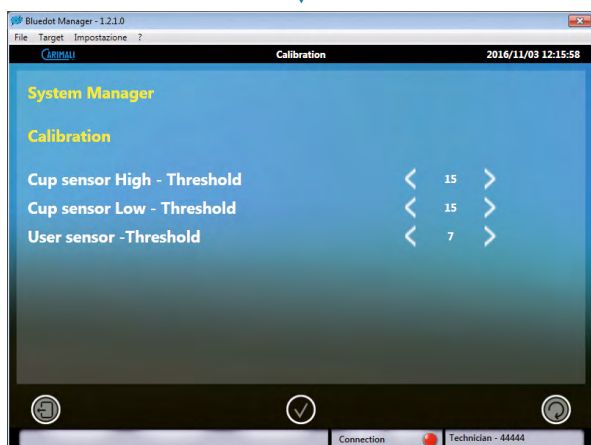 Bluedot Manager - 1.2.1.0
File Target Impostazione ?
CARIMALI Calibration 2016/11/03 12:15:58
System Manager
Calibration
Cup sensor High - Threshold 15
Cup sensor Low - Threshold 15
User sensor -Threshold 7
Connection Technician - 44444